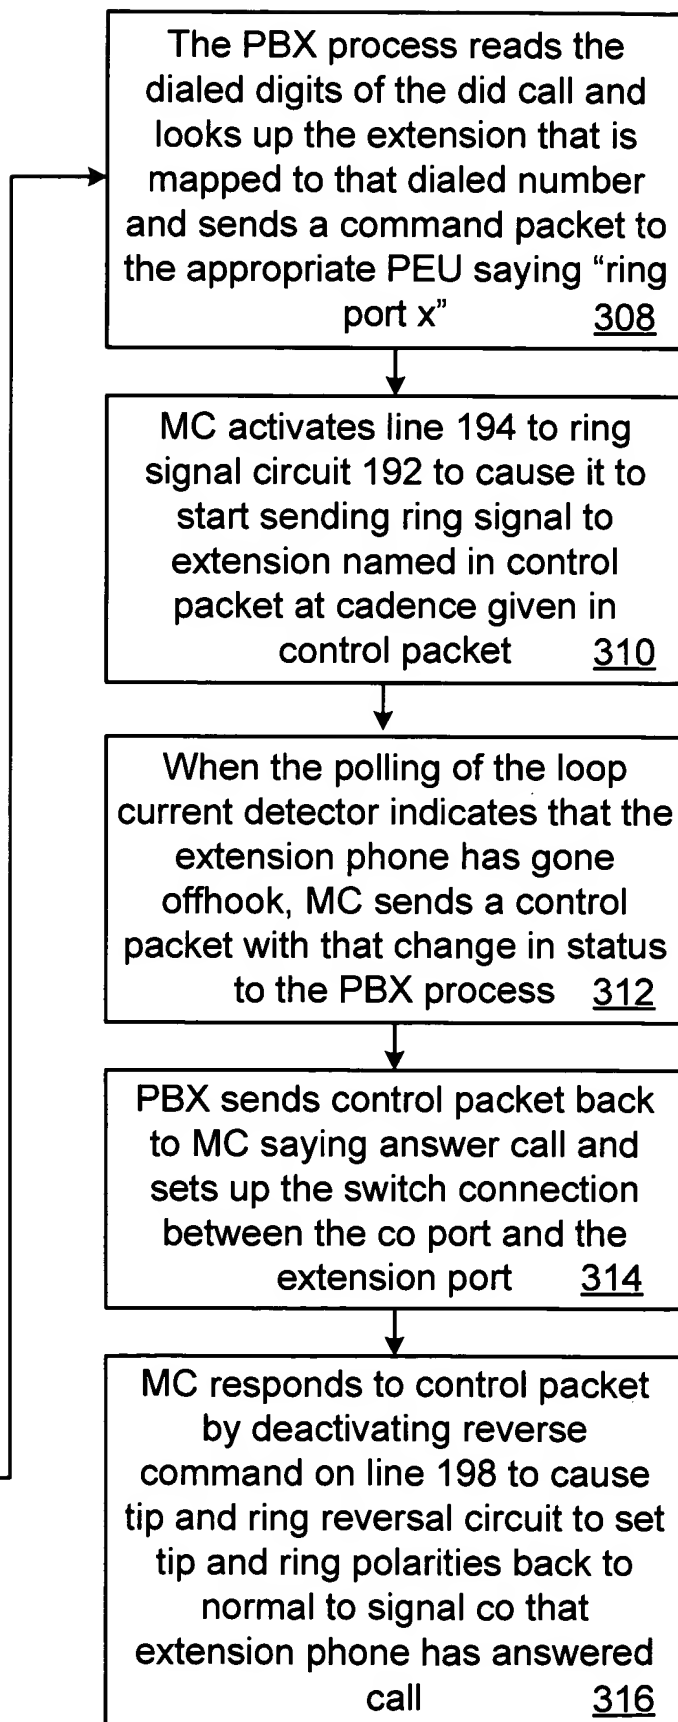 The PBX process reads the
dialed digits of the did call and
looks up the extension that is
mapped to that dialed number
and sends a command packet to
the appropriate PEU saying “ring
port x” 308
MC activates line 194 to ring
signal circuit 192 to cause it to
start sending ring signal to
extension named in control
packet at cadence given in
control packet 310
When the polling of the loop
current detector indicates that the
extension phone has gone
offhook, MC sends a control
packet with that change in status
to the PBX process 312
PBX sends control packet back
to MC saying answer call and
sets up the switch connection
between the co port and the
extension port 314
MC responds to control packet
by deactivating reverse
command on line 198 to cause
tip and ring reversal circuit to set
tip and ring polarities back to
normal to signal co that
extension phone has answered
call 316